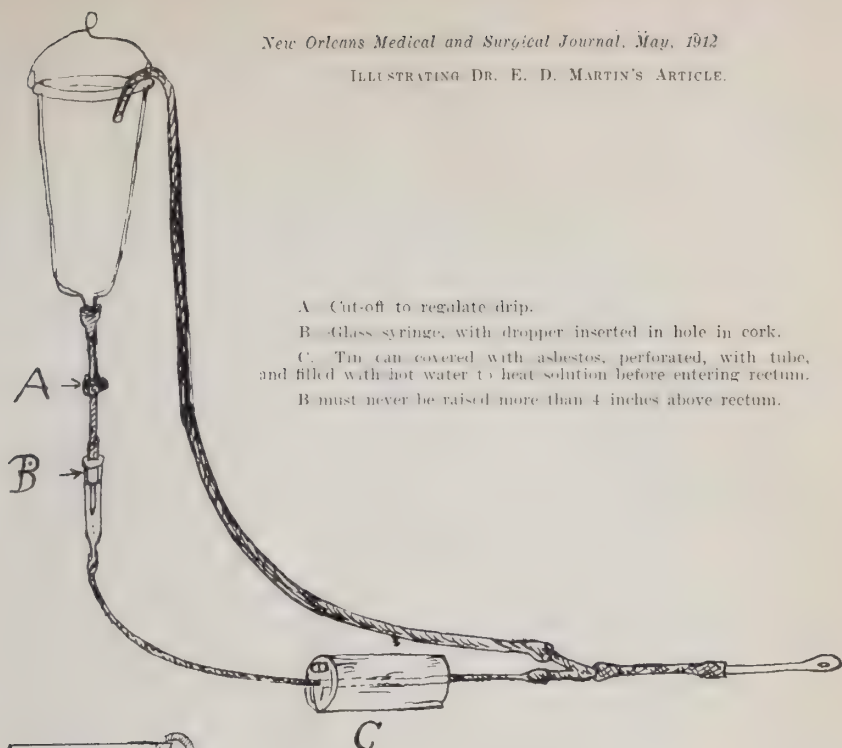 New Orleans Medical and Surgical Journal, May, 1912
ILLUSTRATING DR. E. D. MARTIN'S ARTICLE.
A Cut-off to regulate drip.
B Glass syringe, with dropper inserted in hole in cork.
C. Tin can covered with asbestos, perforated, with tube,
and filled with hot water to heat solution before entering rectum.
B must never be raised more than 4 inches above rectum.
A
B
C